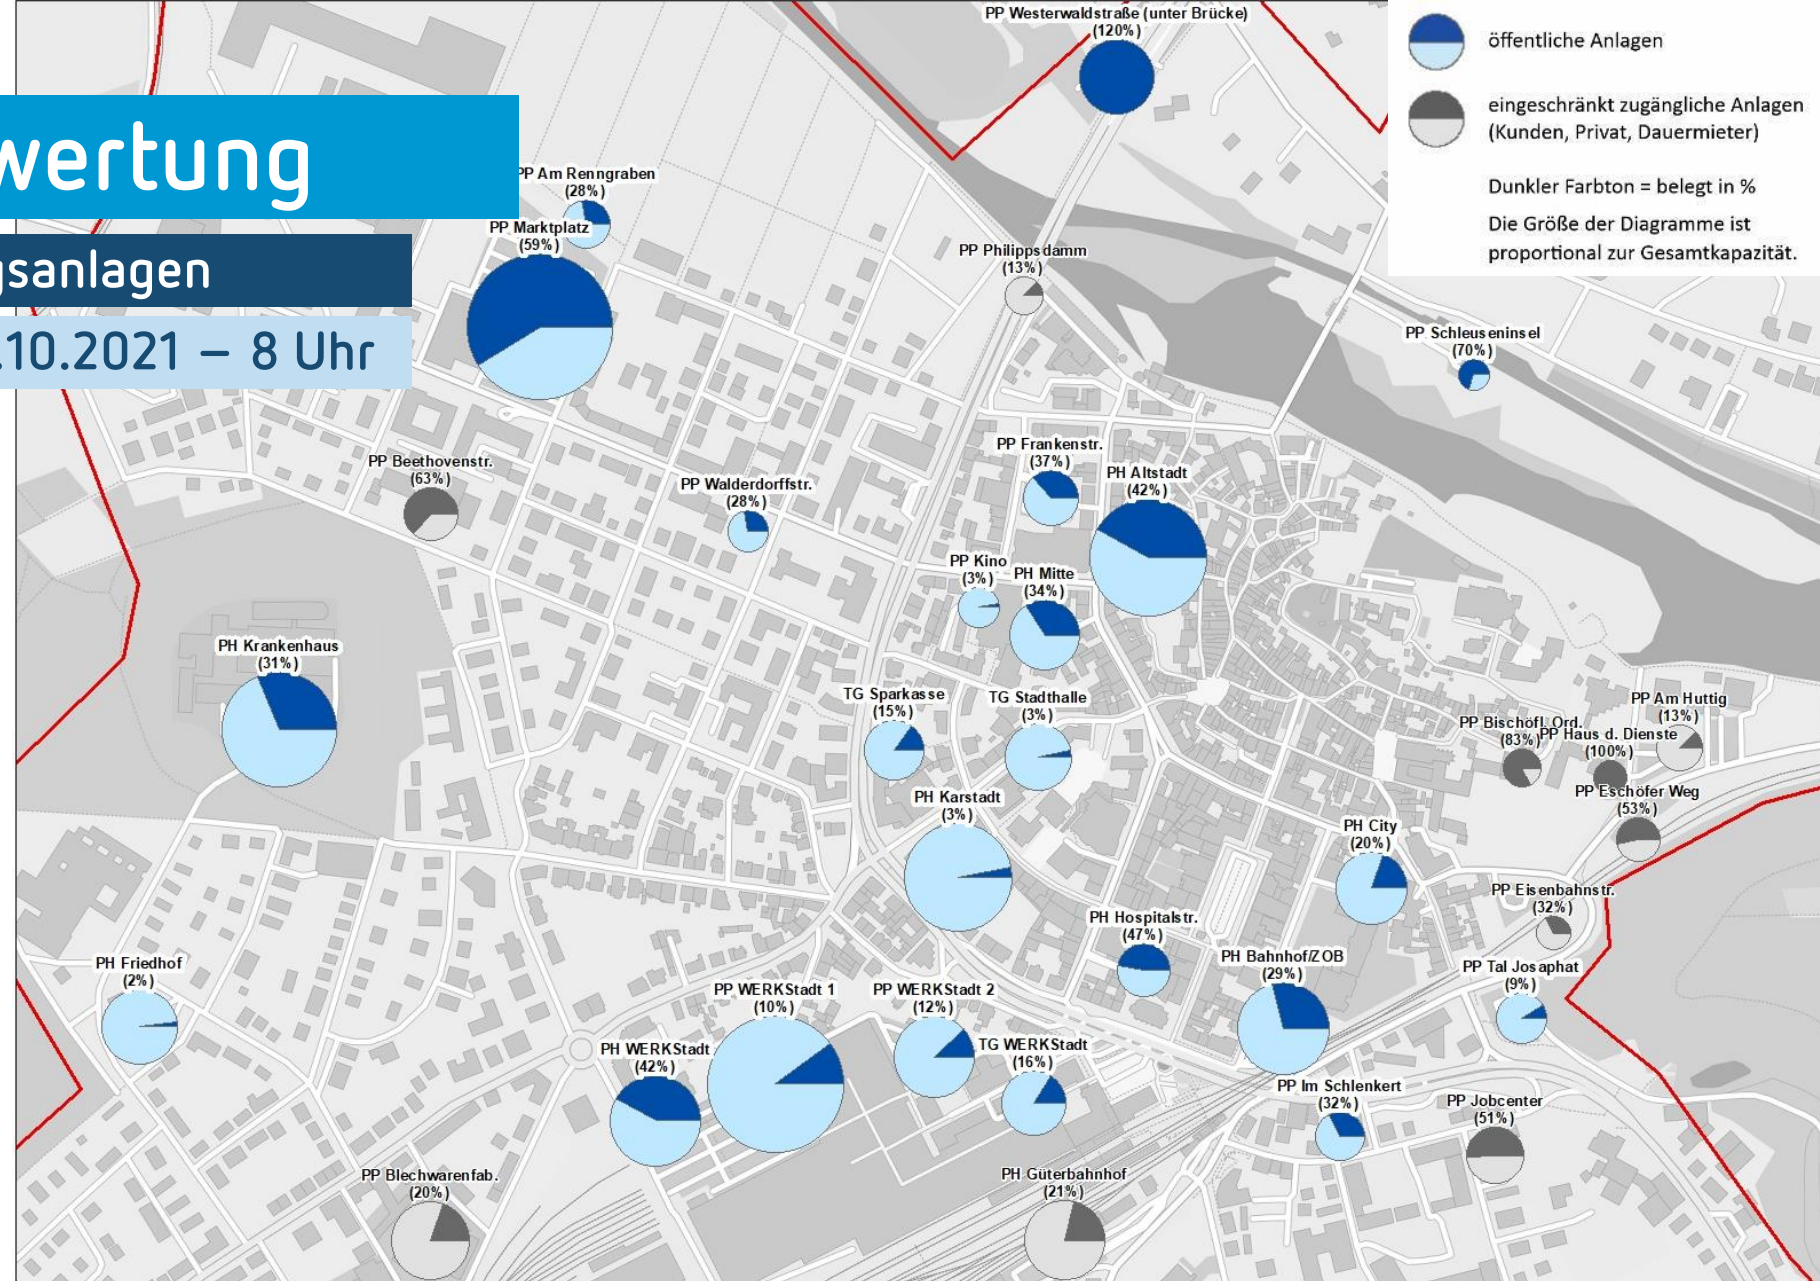 wertung
gsanlagen
.10.2021 – 8 Uhr
öffentliche Anlagen
eingeschränkt zugängliche Anlagen
(Kunden, Privat, Dauermieter)
Dunkler Farbton = belegt in %
Die Größe der Diagramme ist
proportional zur Gesamtkapazität.
PP Westerwaldstraße (unter Brücke)
(120%)
PP Am Renngraben
(28%)
PP Marktplatz
(59%)
PP Philippsdamm
(13%)
PP Schleuseninsel
(70%)
PP Beethovenstr.
(63%)
PP Walderdorffstr.
(28%)
PP Frankenstr.
(37%)
PH Altstadt
(42%)
PP Kino
(3%)
PH Mitte
(34%)
PH Krankenhaus
(31%)
TG Sparkasse
(15%)
TG Stadthalle
(3%)
PP Am Huttig
(13%)
PP Bischöfl. Ord.
(83%)
PP Haus d. Dienste
(100%)
PP Eschöfer Weg
(53%)
PH Karstadt
(3%)
PH City
(20%)
PP Eisenbahnstr.
(32%)
PH Hospitalstr.
(47%)
PH Bahnhof/ZOB
(29%)
PP Tal Josaphat
(9%)
PH Friedhof
(2%)
PP WERKStadt 1
(10%)
PP WERKStadt 2
(12%)
PH WERKStadt
(42%)
TG WERKStadt
(16%)
PP Im Schlenkert
(32%)
PP Jobcenter
(51%)
PP Blechwarenfab.
(20%)
PH Güterbahnhof
(21%)